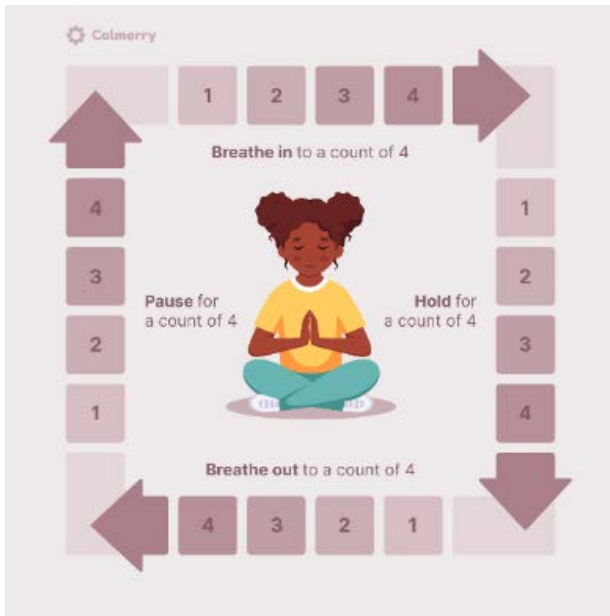 Calmerry
1 2 3 4
Breathe in to a count of 4
1
2
3
4
Hold for
a count of 4
Breathe out to a count of 4
4 3 2 1
4
3
2
1
Pause for
a count of 4